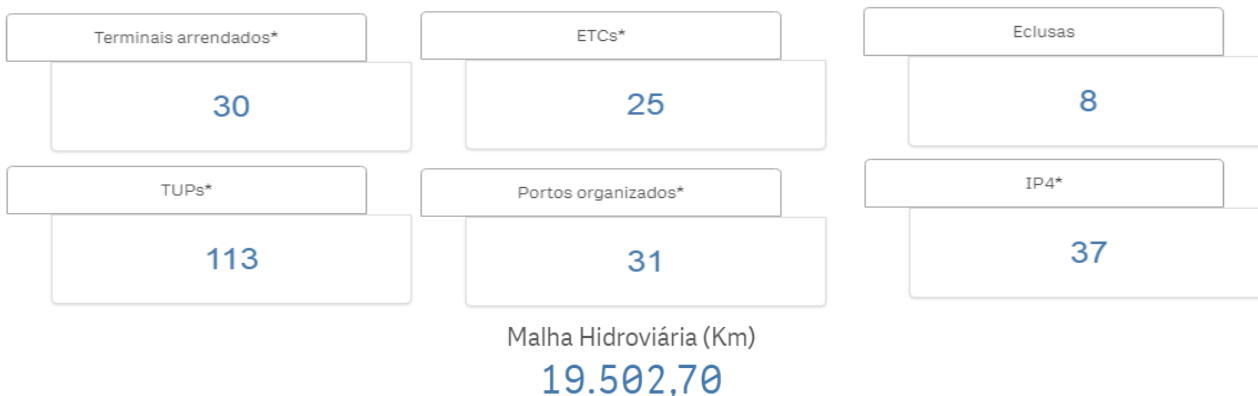 Terminais arrendados*
30
ETCs*
25
Eclusas
8
TUPs*
113
Portos organizados*
31
IP4*
37
Malha Hidroviária (Km)
19.502,70